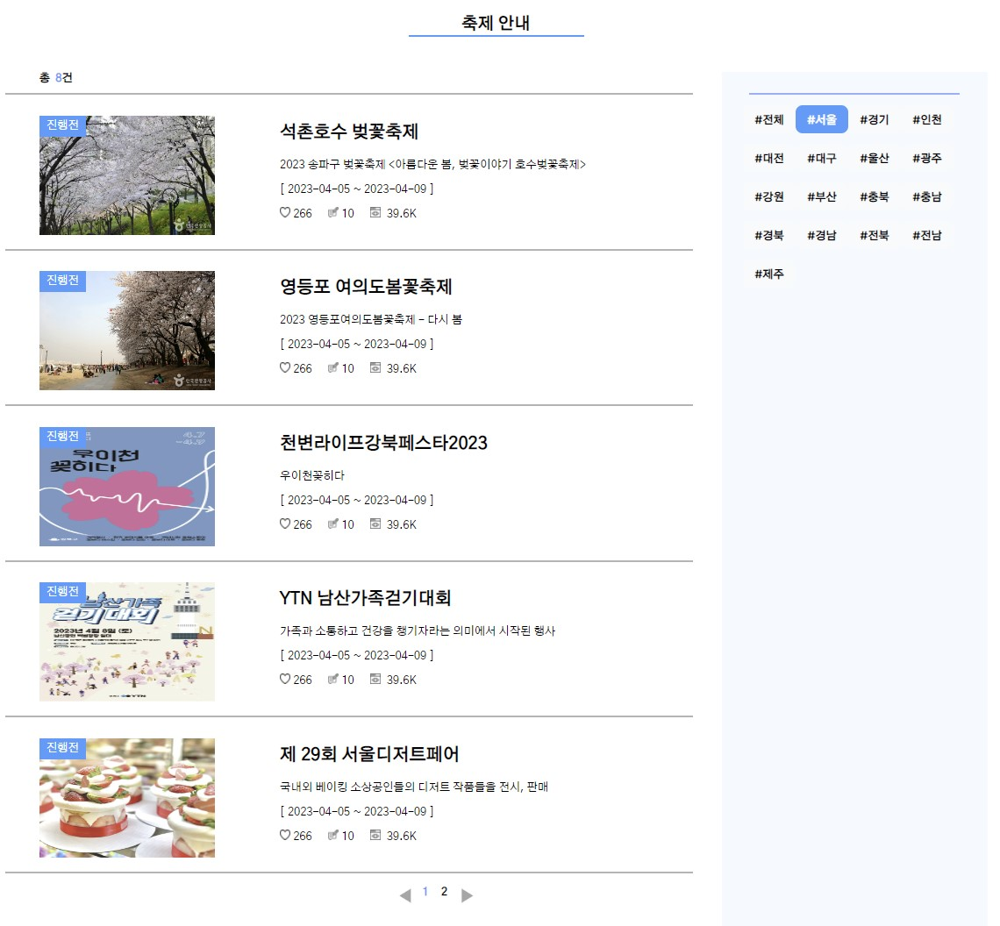 축제 안내
총 8건
진행전
석촌호수 벚꽃축제
2023 송파구 벚꽃축제 <아름다운 봄, 벚꽃이야기 호수벚꽃축제>
[ 2023-04-05 ~ 2023-04-09 ]
266 10 39.6K
한국관광공사
진행전
영등포 여의도봄꽃축제
2023 영등포여의도봄꽃축제 - 다시 봄
[ 2023-04-05 ~ 2023-04-09 ]
266 10 39.6K
한국관광공사
진행전
우이천
꽃히다
천변라이프강북페스타2023
우이천꽂히다
[ 2023-04-05 ~ 2023-04-09 ]
266 10 39.6K
진행전
남산가족
걷기대회
2023년 4월 8일 (토)
YTN
YTN 남산가족걷기대회
가족과 소통하고 건강을 챙기자라는 의미에서 시작된 행사
[ 2023-04-05 ~ 2023-04-09 ]
266 10 39.6K
진행전
제 29회 서울디저트페어
국내외 베이킹 소상공인들의 디저트 작품들을 전시, 판매
[ 2023-04-05 ~ 2023-04-09 ]
266 10 39.6K
1 2
#전체 #서울 #경기 #인천
#대전 #대구 #울산 #광주
#강원 #부산 #충북 #충남
#경북 #경남 #전북 #전남
#제주